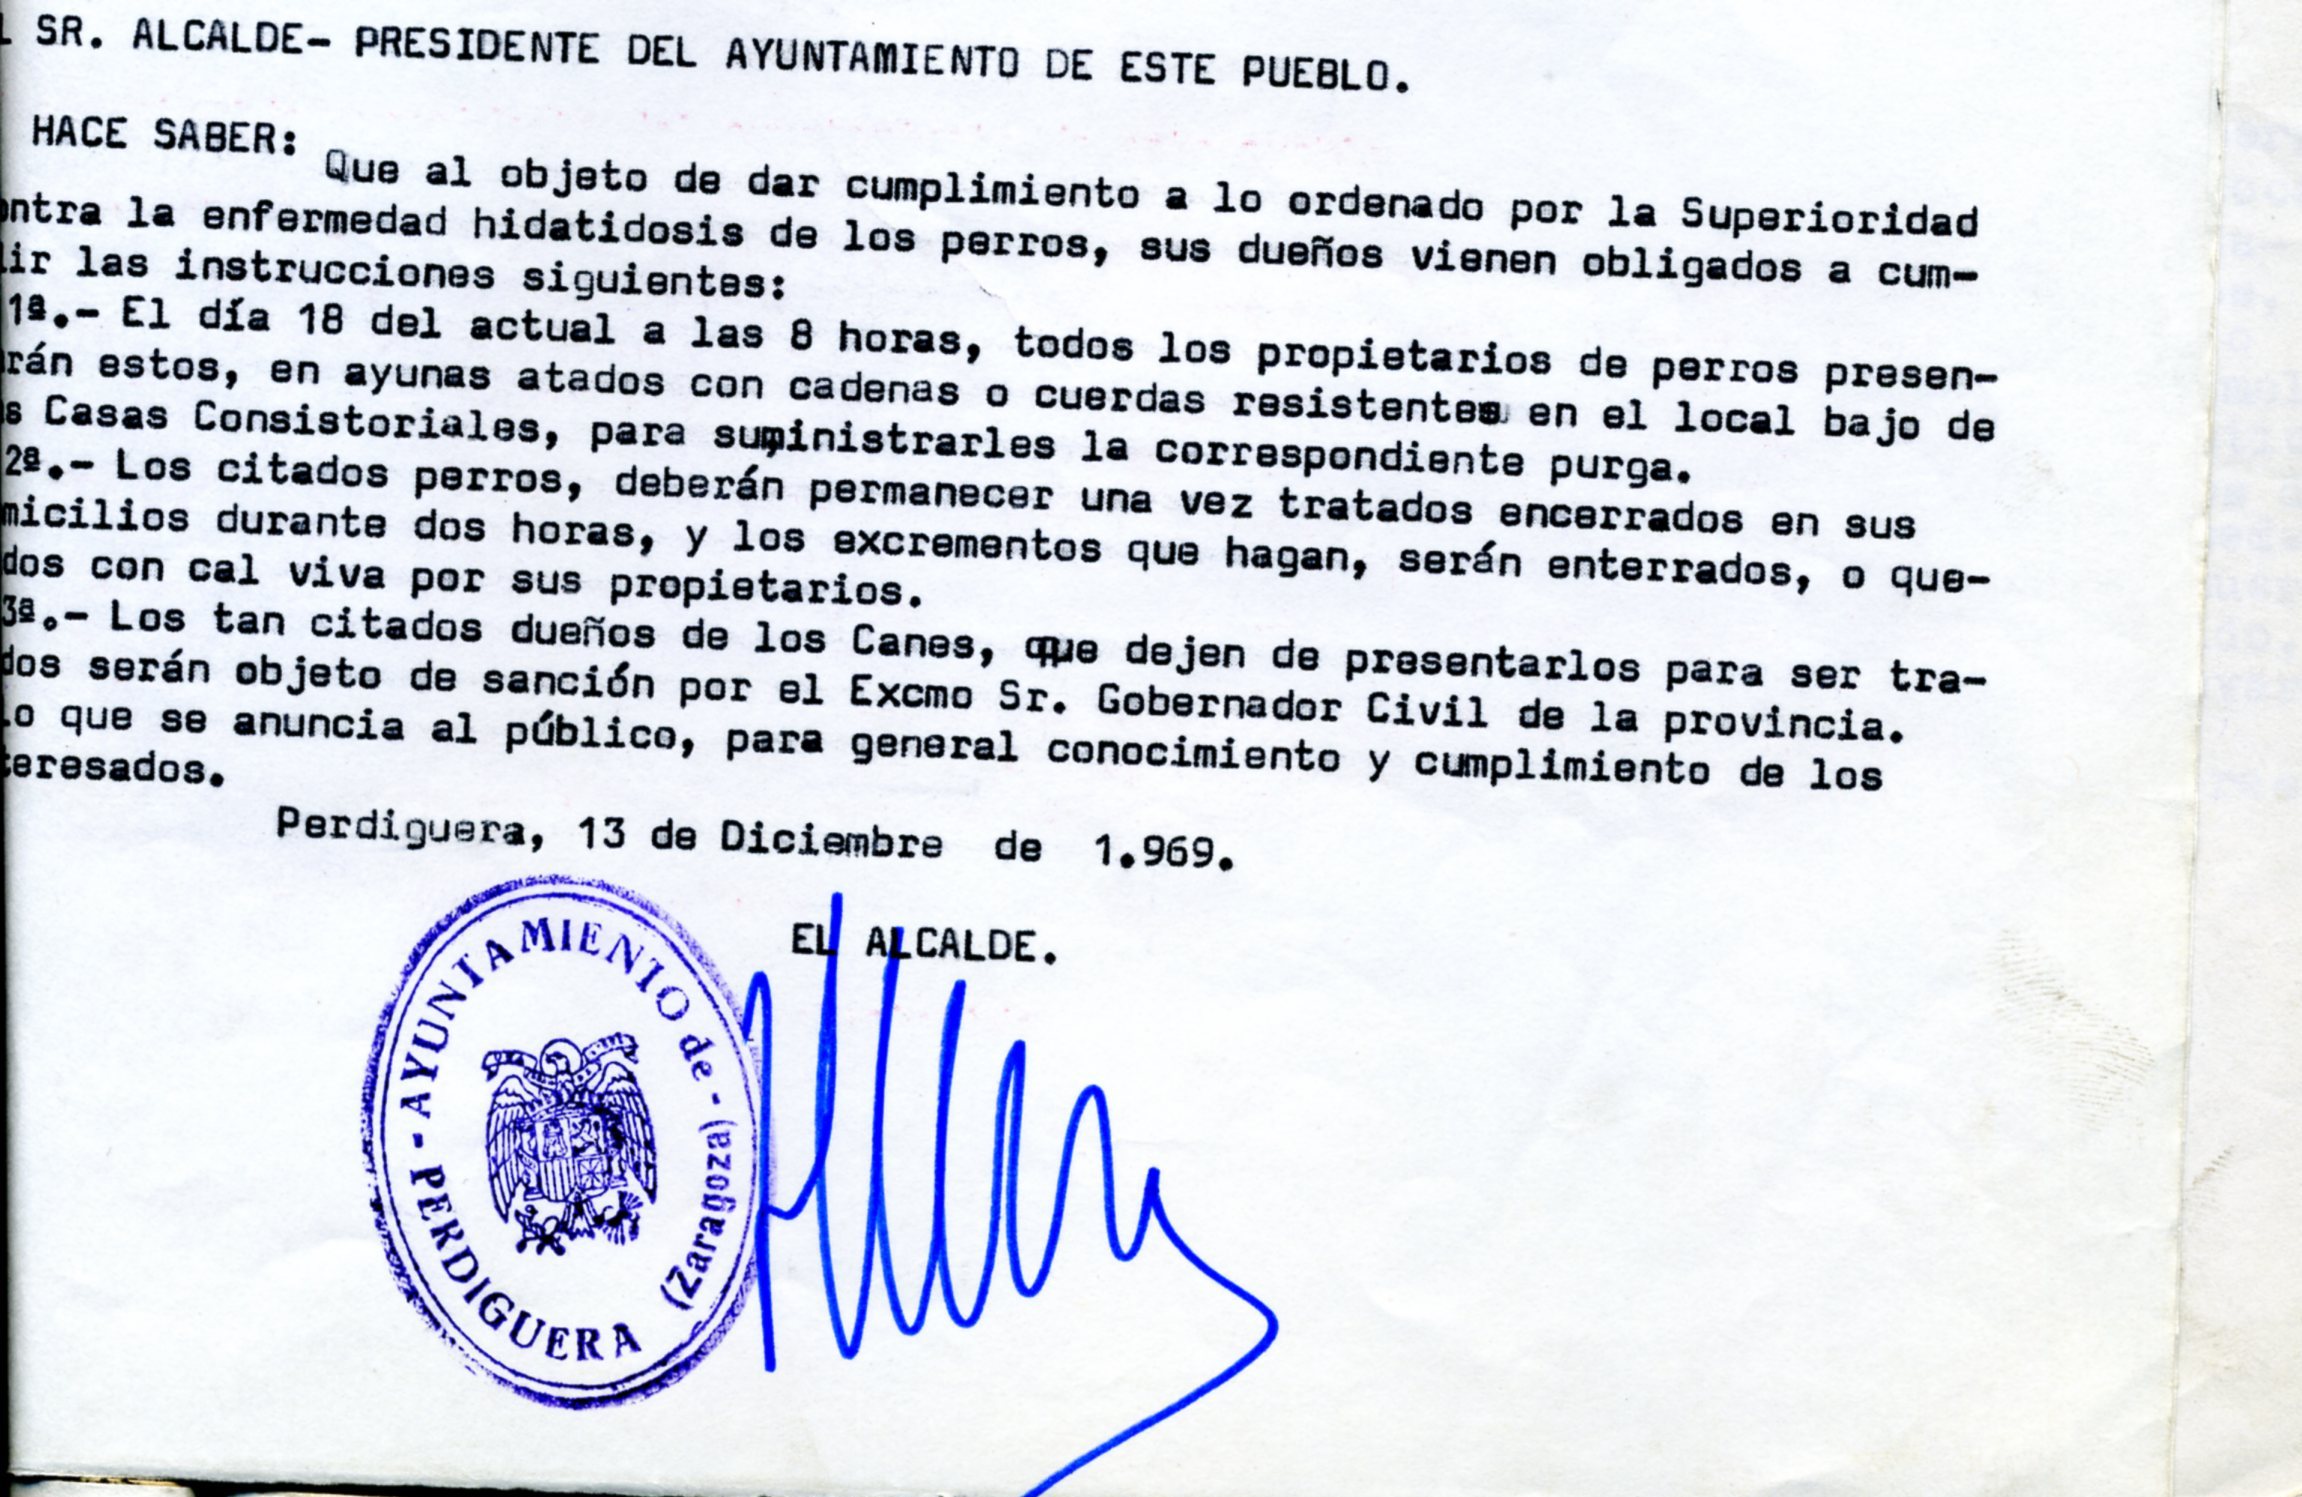 SR. ALCALDE- PRESIDENTE DEL AYUNTAMIENTO DE ESTE PUEBLO.
HACE SABER:
Que al objeto de dar cumplimiento a lo ordenado por la Superioridad
ontra la enfermedad hidatidosis de los perros, sus dueños vienen obligados a cum-
lir las instrucciones siguientes:
1ª.- El día 18 del actual a las 8 horas, todos los propietarios de perros presen-
rán estos, en ayunas atados con cadenas o cuerdas resistentes en el local bajo de
s Casas Consistoriales, para suministrarles la correspondiente purga.
2ª.- Los citados perros, deberán permanecer una vez tratados encerrados en sus
micilios durante dos horas, y los excrementos que hagan, serán enterrados, o que-
dos con cal viva por sus propietarios.
3ª.- Los tan citados dueños de los Canes, que dejen de presentarlos para ser tra-
dos serán objeto de sanción por el Excmo Sr. Gobernador Civil de la provincia.
Lo que se anuncia al público, para general conocimiento y cumplimiento de los
teresados.
Perdiguera, 13 de Diciembre de 1.969.
EL ALCALDE.
- AYUNTAMIENTO de -
PERDIGUERA
(Zaragoza)